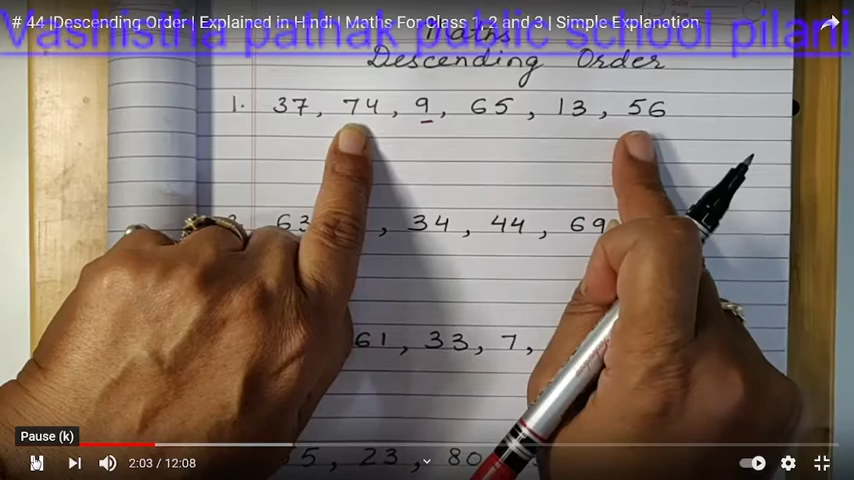 # 44 |Descending Order | Explained in Hindi | Maths For Class 1, 2 and 3 | Simple Explanation
Vashistha pathak public school pilani
Maths
Descending Order
1. 37, 74, 9, 65, 13, 56
34, 44, 69
61, 33, 7,
23, 80
Pause (k)
2:03 / 12:08